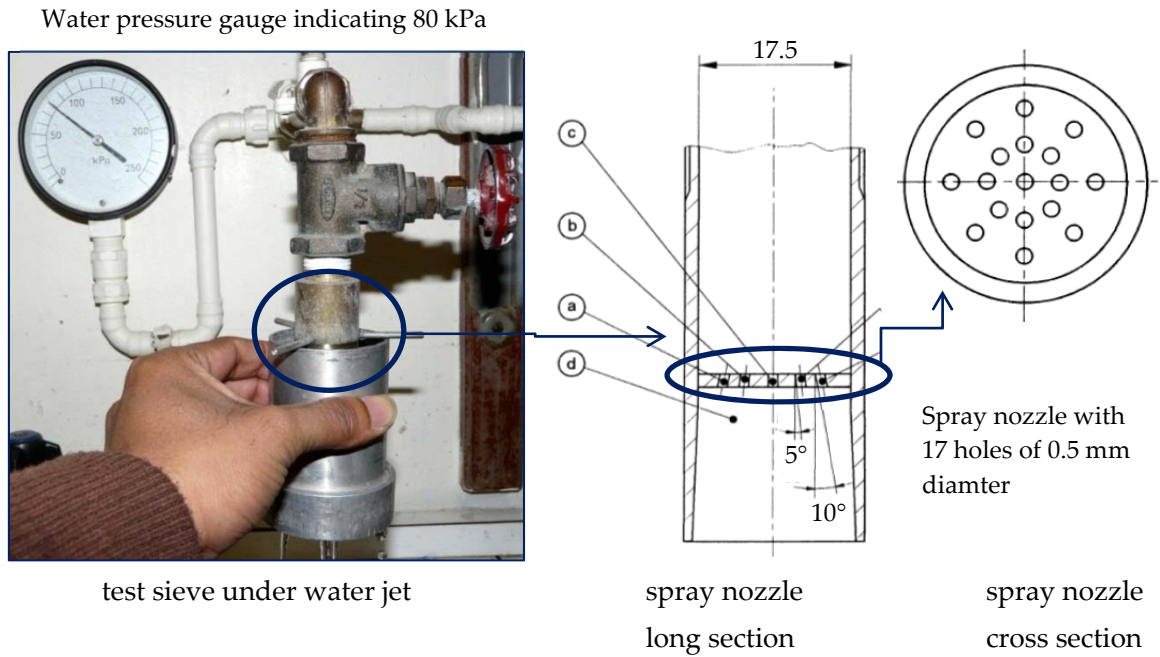 Water pressure gauge indicating 80 kPa
0
50
100
150
200
250
kPa
17.5
c
b
a
d
5°
10°
Spray nozzle with
17 holes of 0.5 mm
diamter
test sieve under water jet
spray nozzle
long section
spray nozzle
cross section